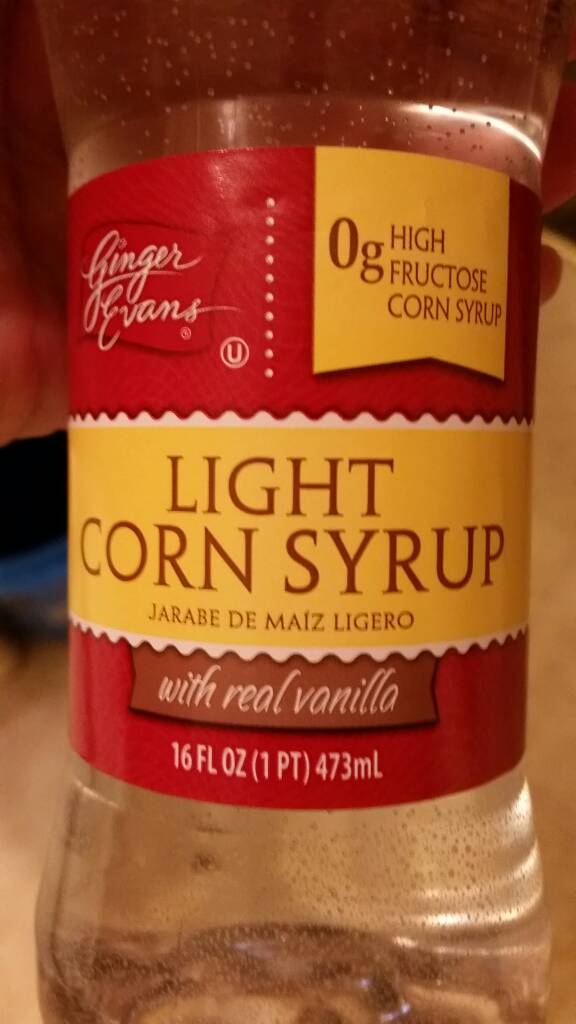 Ginger
Evans
®
U
0g HIGH
FRUCTOSE
CORN SYRUP
LIGHT
CORN SYRUP
JARABE DE MAÍZ LIGERO
with real vanilla
16 FL OZ (1 PT) 473mL